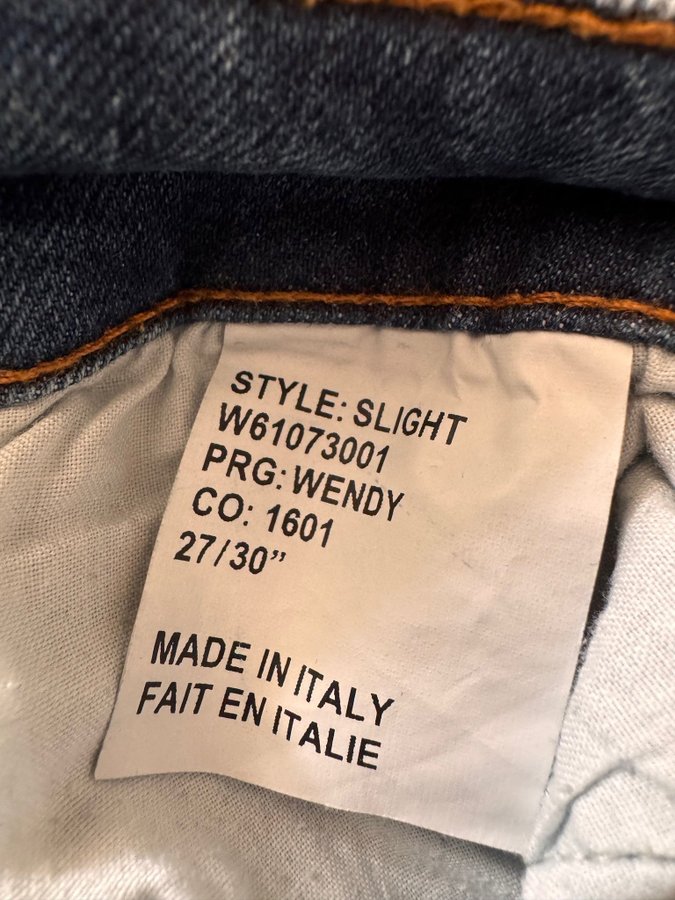 STYLE: SLIGHT
W61073001
PRG: WENDY
CO: 1601
27/30”
MADE IN ITALY
FAIT EN ITALIE